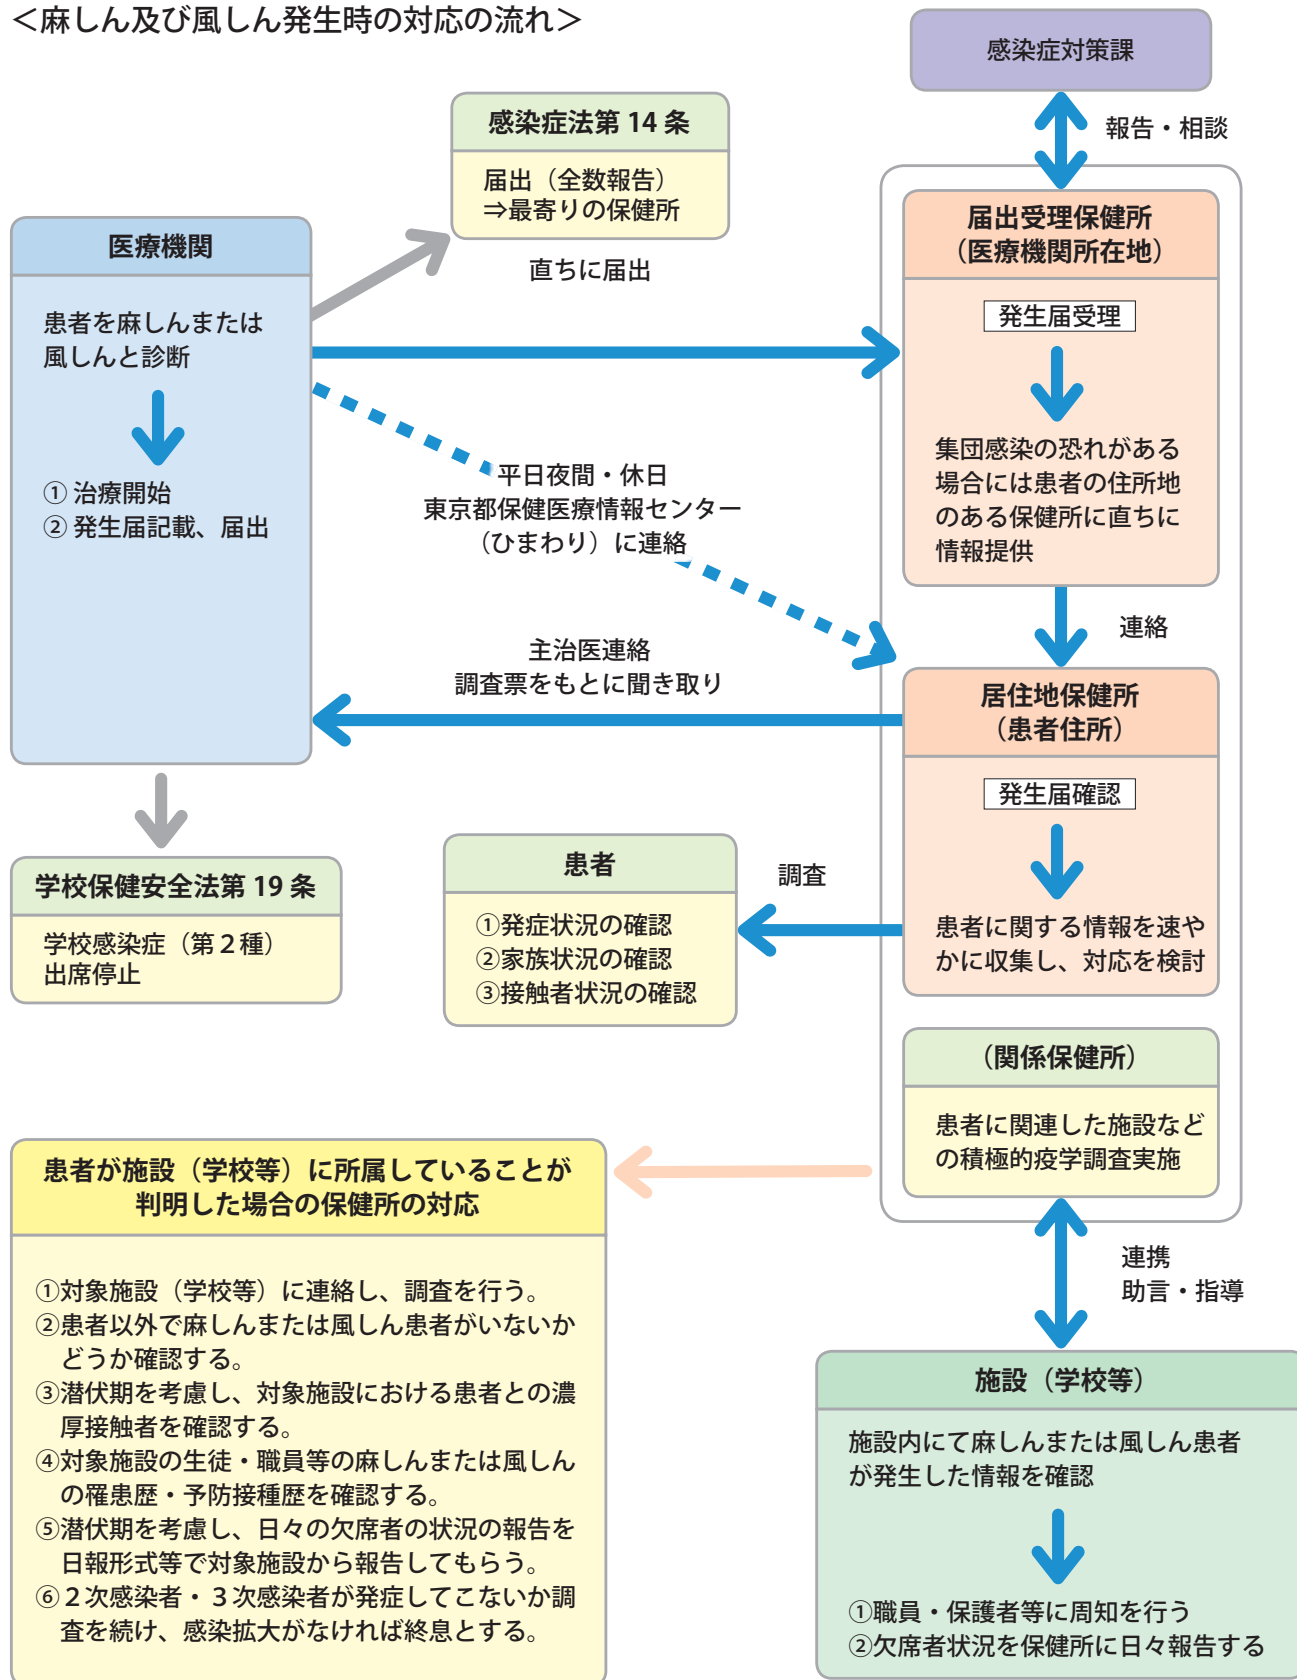 ＜麻しん及び風しん発生時の対応の流れ＞
感染症対策課
報告・相談
感染症法第 14 条
届出（全数報告）
⇒最寄りの保健所
直ちに届出
医療機関
患者を麻しんまたは
風しんと診断
① 治療開始
② 発生届記載、届出
届出受理保健所
（医療機関所在地）
発生届受理
集団感染の恐れがある
場合には患者の住所地
のある保健所に直ちに
情報提供
平日夜間・休日
東京都保健医療情報センター
（ひまわり）に連絡
連絡
主治医連絡
調査票をもとに聞き取り
居住地保健所
（患者住所）
発生届確認
患者に関する情報を速や
かに収集し、対応を検討
学校保健安全法第 19 条
学校感染症（第２種）
出席停止
患者
①発症状況の確認
②家族状況の確認
③接触者状況の確認
調査
（関係保健所）
患者に関連した施設など
の積極的疫学調査実施
患者が施設（学校等）に所属していることが
判明した場合の保健所の対応
①対象施設（学校等）に連絡し、調査を行う。
②患者以外で麻しんまたは風しん患者がいないか
どうか確認する。
③潜伏期を考慮し、対象施設における患者との濃
厚接触者を確認する。
④対象施設の生徒・職員等の麻しんまたは風しん
の罹患歴・予防接種歴を確認する。
⑤潜伏期を考慮し、日々の欠席者の状況の報告を
日報形式等で対象施設から報告してもらう。
⑥２次感染者・３次感染者が発症してこないか調
査を続け、感染拡大がなければ終息とする。
連携
助言・指導
施設（学校等）
施設内にて麻しんまたは風しん患者
が発生した情報を確認
①職員・保護者等に周知を行う
②欠席者状況を保健所に日々報告する